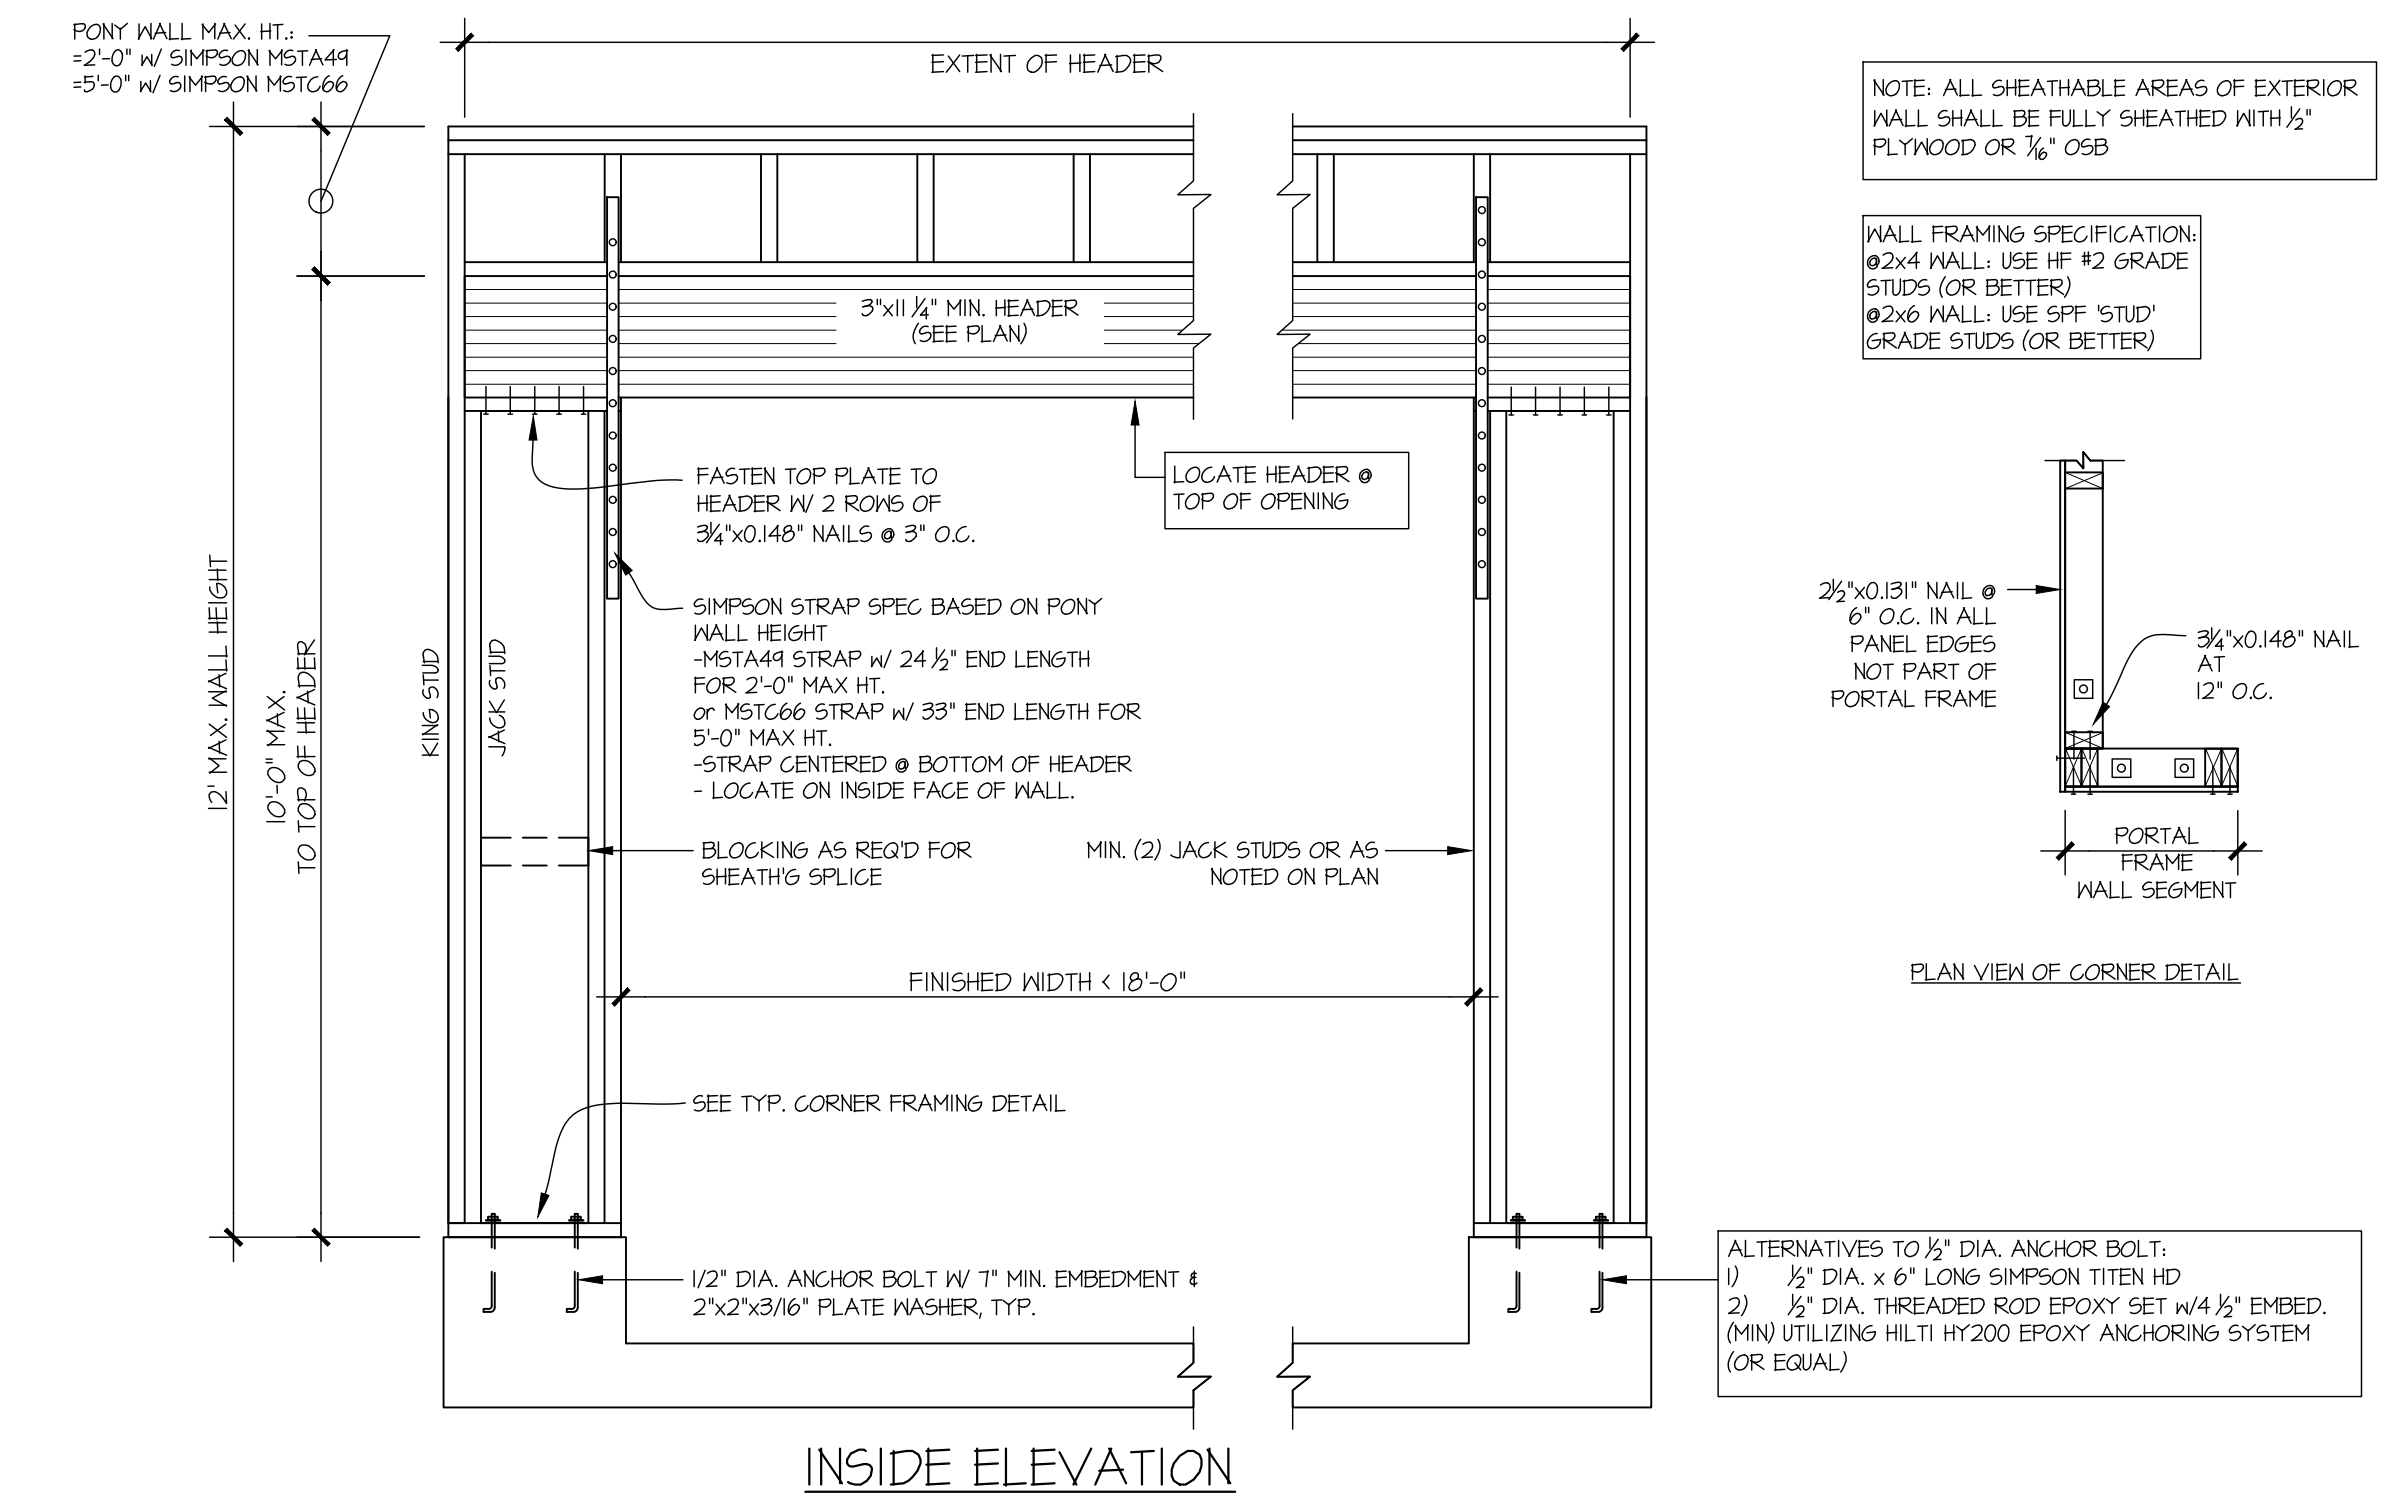 PONY WALL MAX. HT.:
=2'-0" w/ SIMPSON MSTA49
=5'-0" w/ SIMPSON MSTC66
EXTENT OF HEADER
NOTE: ALL SHEATHABLE AREAS OF EXTERIOR
WALL SHALL BE FULLY SHEATHED WITH ½"
PLYWOOD OR 7/16" OSB
WALL FRAMING SPECIFICATION:
@2x4 WALL: USE HF #2 GRADE
STUDS (OR BETTER)
@2x6 WALL: USE SPF 'STUD'
GRADE STUDS (OR BETTER)
3"x11 ¼" MIN. HEADER
(SEE PLAN)
FASTEN TOP PLATE TO
HEADER W/ 2 ROWS OF
3¼"x0.148" NAILS @ 3" O.C.
LOCATE HEADER @
TOP OF OPENING
12' MAX. WALL HEIGHT
10'-0" MAX.
TO TOP OF HEADER
KING STUD
JACK STUD
SIMPSON STRAP SPEC BASED ON PONY
WALL HEIGHT
-MSTA49 STRAP w/ 24 ½" END LENGTH
FOR 2'-0" MAX HT.
or MSTC66 STRAP w/ 33" END LENGTH FOR
5'-0" MAX HT.
-STRAP CENTERED @ BOTTOM OF HEADER
- LOCATE ON INSIDE FACE OF WALL.
BLOCKING AS REQ'D FOR
SHEATH'G SPLICE
MIN. (2) JACK STUDS OR AS
NOTED ON PLAN
2½"x0.131" NAIL @
6" O.C. IN ALL
PANEL EDGES
NOT PART OF
PORTAL FRAME
3¼"x0.148" NAIL
AT
12" O.C.
PORTAL
FRAME
WALL SEGMENT
PLAN VIEW OF CORNER DETAIL
FINISHED WIDTH < 18'-0"
SEE TYP. CORNER FRAMING DETAIL
1/2" DIA. ANCHOR BOLT W/ 7" MIN. EMBEDMENT &
2"x2"x3/16" PLATE WASHER, TYP.
ALTERNATIVES TO ½" DIA. ANCHOR BOLT:
1) ½" DIA. x 6" LONG SIMPSON TITEN HD
2) ½" DIA. THREADED ROD EPOXY SET w/4 ½" EMBED.
(MIN) UTILIZING HILTI HY200 EPOXY ANCHORING SYSTEM
(OR EQUAL)
INSIDE ELEVATION